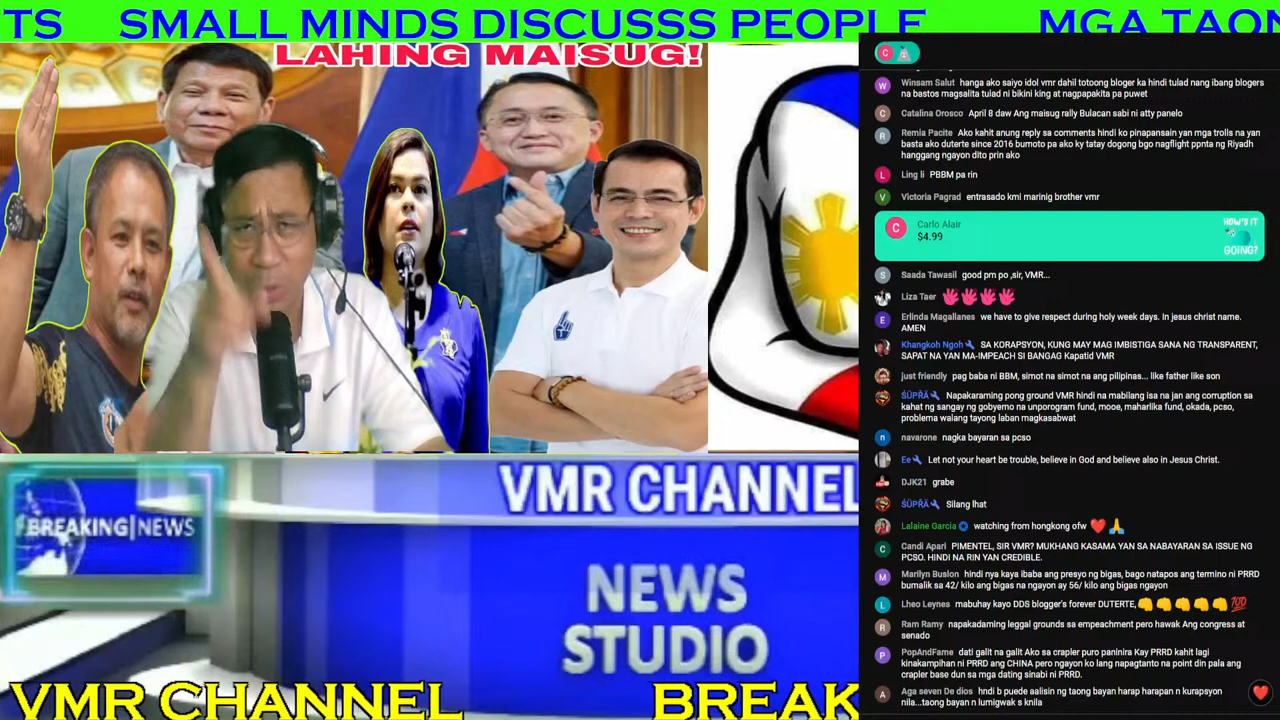 TS SMALL MINDS DISCUSSS PEOPLE MGA TAON
LAHING MAISUG!
BREAKING|NEWS
VMR CHANNEL
NEWS
STUDIO
VMR CHANNEL BREAK
C
Winsam Salut hanga ako saiyo idol vmr dahil totoong bloger ka hindi tulad nang ibang blogers
na bastos magsalita tulad ni bikini king at nagpapakita pa puwet
Catalina Orosco April 8 daw Ang maisug rally Bulacan sabi ni atty panelo
Remia Pacite Ako kahit anung reply sa comments hindi ko pinapansin yan mga trolls na yan
basta ako duterte since 2016 bumoto pa ako ky tatay dogong bgo nagflight ppnta ng Riyadh
hanggang ngayon dito prin ako
Ling li PBBM pa rin
Victoria Pagrad entrasado kmi marinig brother vmr
Carlo Alair
$4.99
HOW'S IT
GOING?
Saada Tawasil good pm po ,sir, VMR...
Liza Taer
Erlinda Magallanes we have to give respect during holy week days. In jesus christ name.
AMEN
Khangkoh Ngoh SA KORAPSYON, KUNG MAY MAG IMBISTIGA SANA NG TRANSPARENT,
SAPAT NA YAN MA-IMPEACH SI BANGAG Kapatid VMR
just friendly pag baba ni BBM, simot na simot na ang pilipinas... like father like son
ŚÜPŘÄ Napakaraming pong ground VMR hindi na mabilang isa na jan ang corruption sa
kahat ng sangay ng gobyerno na unporogram fund, mooe, maharlika fund, okada, pcso,
problema walang tayong laban magkasabwat
navarone nagka bayaran sa pcso
Ee Let not your heart be trouble, believe in God and believe also in Jesus Christ.
DJK21 grabe
ŚÜPŘÄ Silang lhat
Lalaine Garcia watching from hongkong ofw ❤️🙏
Candi Apari PIMENTEL, SIR VMR? MUKHANG KASAMA YAN SA NABAYARAN SA ISSUE NG
PCSO. HINDI NA RIN YAN CREDIBLE.
Marilyn Buslon hindi nya kaya ibaba ang presyo ng bigas, bago natapos ang termino ni PRRD
bumalik sa 42/ kilo ang bigas na ngayon ay 56/ kilo ang bigas ngayon
Lheo Leynes mabuhay kayo DDS blogger's forever DUTERTE,👊👊👊👊👊💯
Ram Ramy napakadaming leggal grounds sa empeachment pero hawak Ang congress at
senado
PopAndFame dati galit na galit Ako sa crapler puro paninira Kay PRRD kahit lagi
kinakampihan ni PRRD ang CHINA pero ngayon ko lang napagtanto na point din pala ang
crapler base dun sa mga dating sinabi ni PRRD.
Aga seven De dios hndi b puede aalisin ng taong bayan harap harapan n kurapsyon
nila...taong bayan n lumigwak s knila